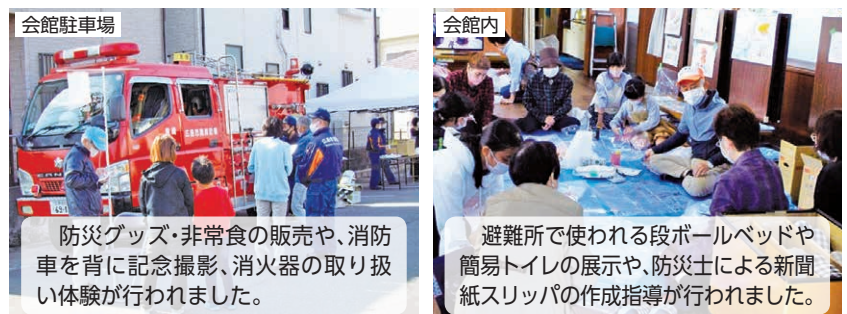 会館駐車場
防災グッズ・非常食の販売や、消防
車を背に記念撮影、消火器の取り扱
い体験が行われました。
会館内
避難所で使われる段ボールベッドや
簡易トイレの展示や、防災士による新聞
紙スリッパの作成指導が行われました。